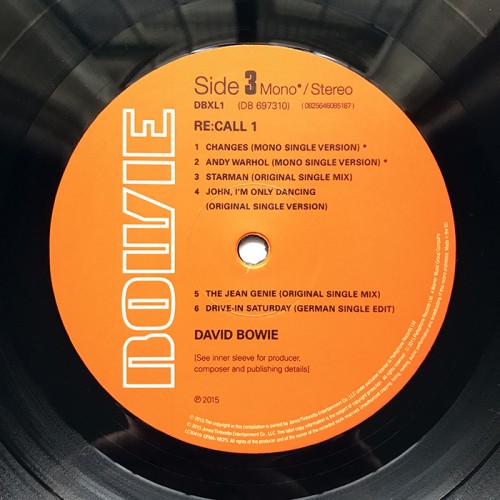 BOWIE
Side 3 Mono*/Stereo
DBXL1 (DB 697310) (0825646085187)
RE:CALL 1
1 CHANGES (MONO SINGLE VERSION) *
2 ANDY WARHOL (MONO SINGLE VERSION) *
3 STARMAN (ORIGINAL SINGLE MIX)
4 JOHN, I'M ONLY DANCING
(ORIGINAL SINGLE VERSION)
5 THE JEAN GENIE (ORIGINAL SINGLE MIX)
6 DRIVE-IN SATURDAY (GERMAN SINGLE EDIT)
DAVID BOWIE
[See inner sleeve for producer,
composer and publishing details]
℗ 2015